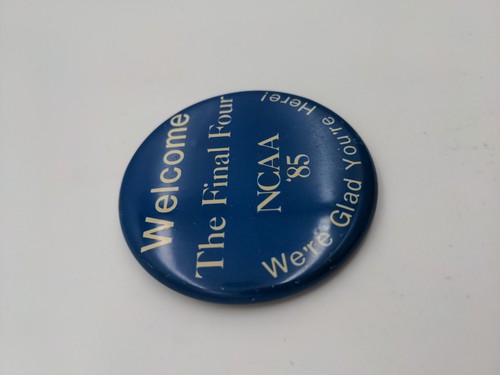 Welcome
The Final Four
NCAA
'85
We're Glad You're Here!